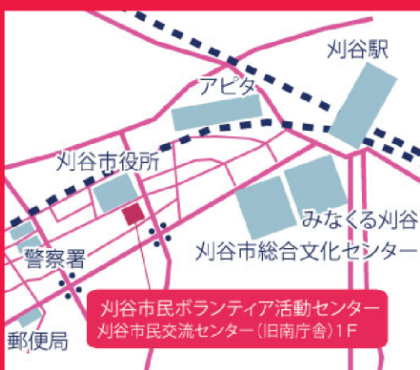 刈谷駅
アピタ
刈谷市役所
みなくる刈谷
刈谷市総合文化センター
警察署
刈谷市民ボランティア活動センター
刈谷市民交流センター(旧南庁舎)1F
郵便局